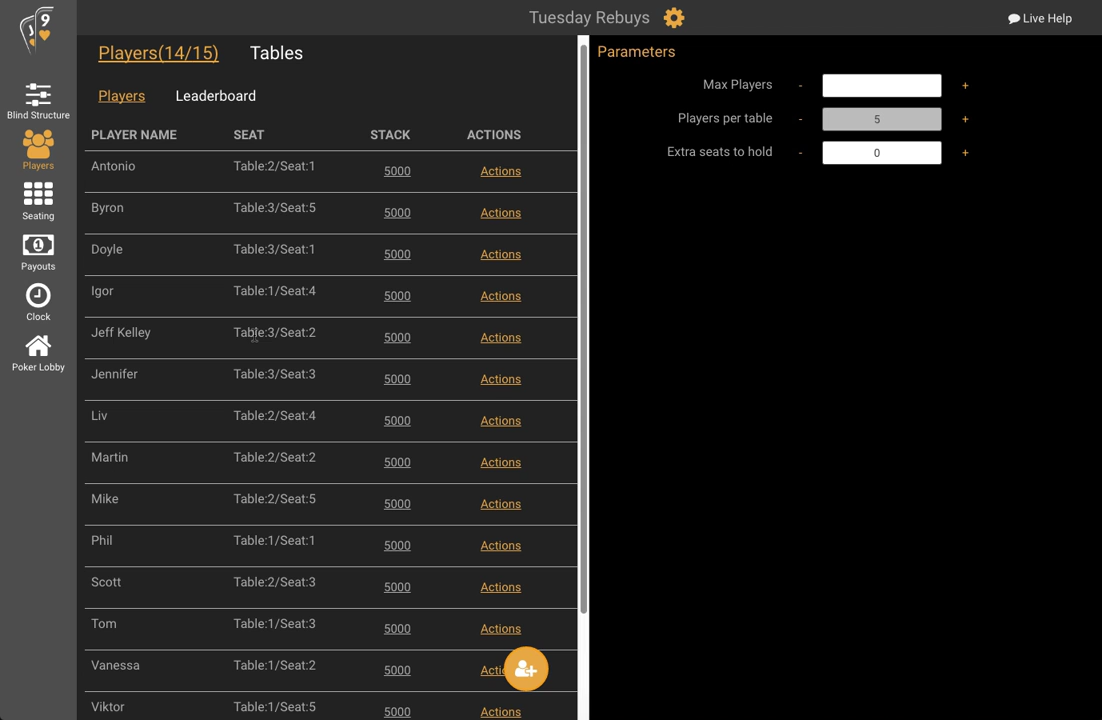 9
J
Tuesday Rebuys
Live Help
Blind Structure
Players
Seating
1
Payouts
Clock
Poker Lobby
Players(14/15) Tables
Players Leaderboard
PLAYER NAME SEAT STACK ACTIONS
Antonio Table:2/Seat:1 5000 Actions
Byron Table:3/Seat:5 5000 Actions
Doyle Table:3/Seat:1 5000 Actions
Igor Table:1/Seat:4 5000 Actions
Jeff Kelley Table:3/Seat:2 5000 Actions
Jennifer Table:3/Seat:3 5000 Actions
Liv Table:2/Seat:4 5000 Actions
Martin Table:2/Seat:2 5000 Actions
Mike Table:2/Seat:5 5000 Actions
Phil Table:1/Seat:1 5000 Actions
Scott Table:2/Seat:3 5000 Actions
Tom Table:1/Seat:3 5000 Actions
Vanessa Table:1/Seat:2 5000 Acti
Viktor Table:1/Seat:5 5000 Actions
Parameters
Max Players - +
Players per table - 5 +
Extra seats to hold - 0 +